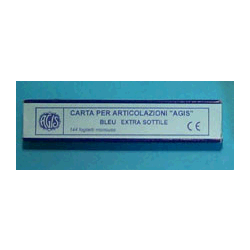 AGIS
CARTA PER ARTICOLAZIONI "AGIS"
BLEU EXTRA SOTTILE
CE